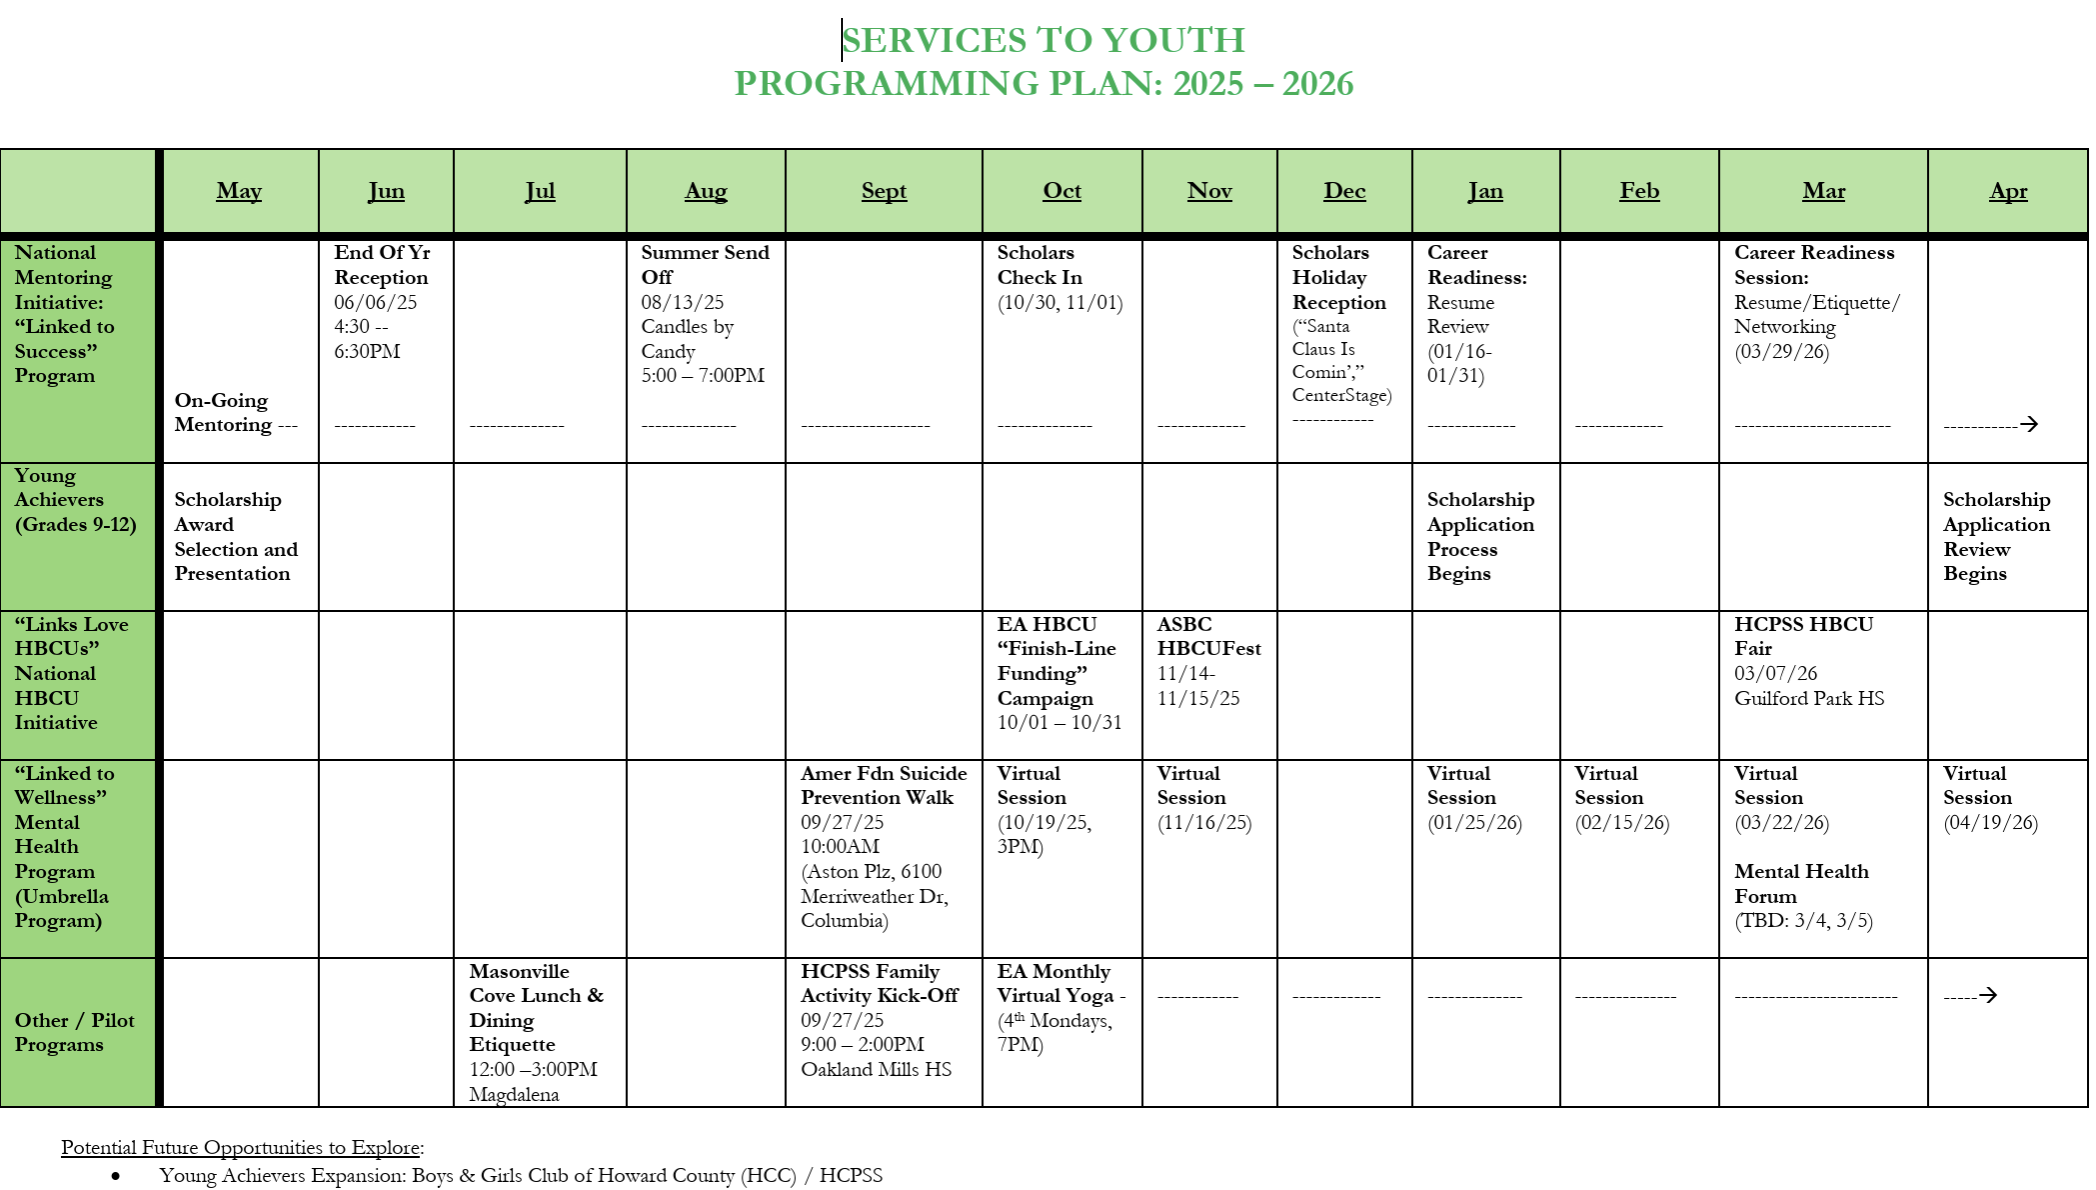 SERVICES TO YOUTH
PROGRAMMING PLAN: 2025 – 2026
May
Jun
Jul
Aug
Sept
Oct
Nov
Dec
Jan
Feb
Mar
Apr
National
Mentoring
Initiative:
“Linked to
Success”
Program
On-Going
Mentoring ---
End Of Yr
Reception
06/06/25
4:30 --
6:30PM
------------
--------------
Summer Send
Off
08/13/25
Candles by
Candy
5:00 – 7:00PM
--------------
-------------------
Scholars
Check In
(10/30, 11/01)
--------------
-------------
Scholars
Holiday
Reception
(“Santa
Claus Is
Comin’,”
CenterStage)
------------
Career
Readiness:
Resume
Review
(01/16-
01/31)
-------------
-------------
Career Readiness
Session:
Resume/Etiquette/
Networking
(03/29/26)
-----------------------
-----------→
Young
Achievers
(Grades 9-12)
Scholarship
Award
Selection and
Presentation
Scholarship
Application
Process
Begins
Scholarship
Application
Review
Begins
“Links Love
HBCUs”
National
HBCU
Initiative
EA HBCU
“Finish-Line
Funding”
Campaign
10/01 – 10/31
ASBC
HBCUFest
11/14-
11/15/25
HCPSS HBCU
Fair
03/07/26
Guilford Park HS
“Linked to
Wellness”
Mental
Health
Program
(Umbrella
Program)
Amer Fdn Suicide
Prevention Walk
09/27/25
10:00AM
(Aston Plz, 6100
Merriweather Dr,
Columbia)
Virtual
Session
(10/19/25,
3PM)
Virtual
Session
(11/16/25)
Virtual
Session
(01/25/26)
Virtual
Session
(02/15/26)
Virtual
Session
(03/22/26)
Mental Health
Forum
(TBD: 3/4, 3/5)
Virtual
Session
(04/19/26)
Other / Pilot
Programs
Masonville
Cove Lunch &
Dining
Etiquette
12:00 –3:00PM
Magdalena
HCPSS Family
Activity Kick-Off
09/27/25
9:00 – 2:00PM
Oakland Mills HS
EA Monthly
Virtual Yoga -
(4th Mondays,
7PM)
------------
-------------
--------------
---------------
------------------------
-----→
Potential Future Opportunities to Explore:
• Young Achievers Expansion: Boys & Girls Club of Howard County (HCC) / HCPSS